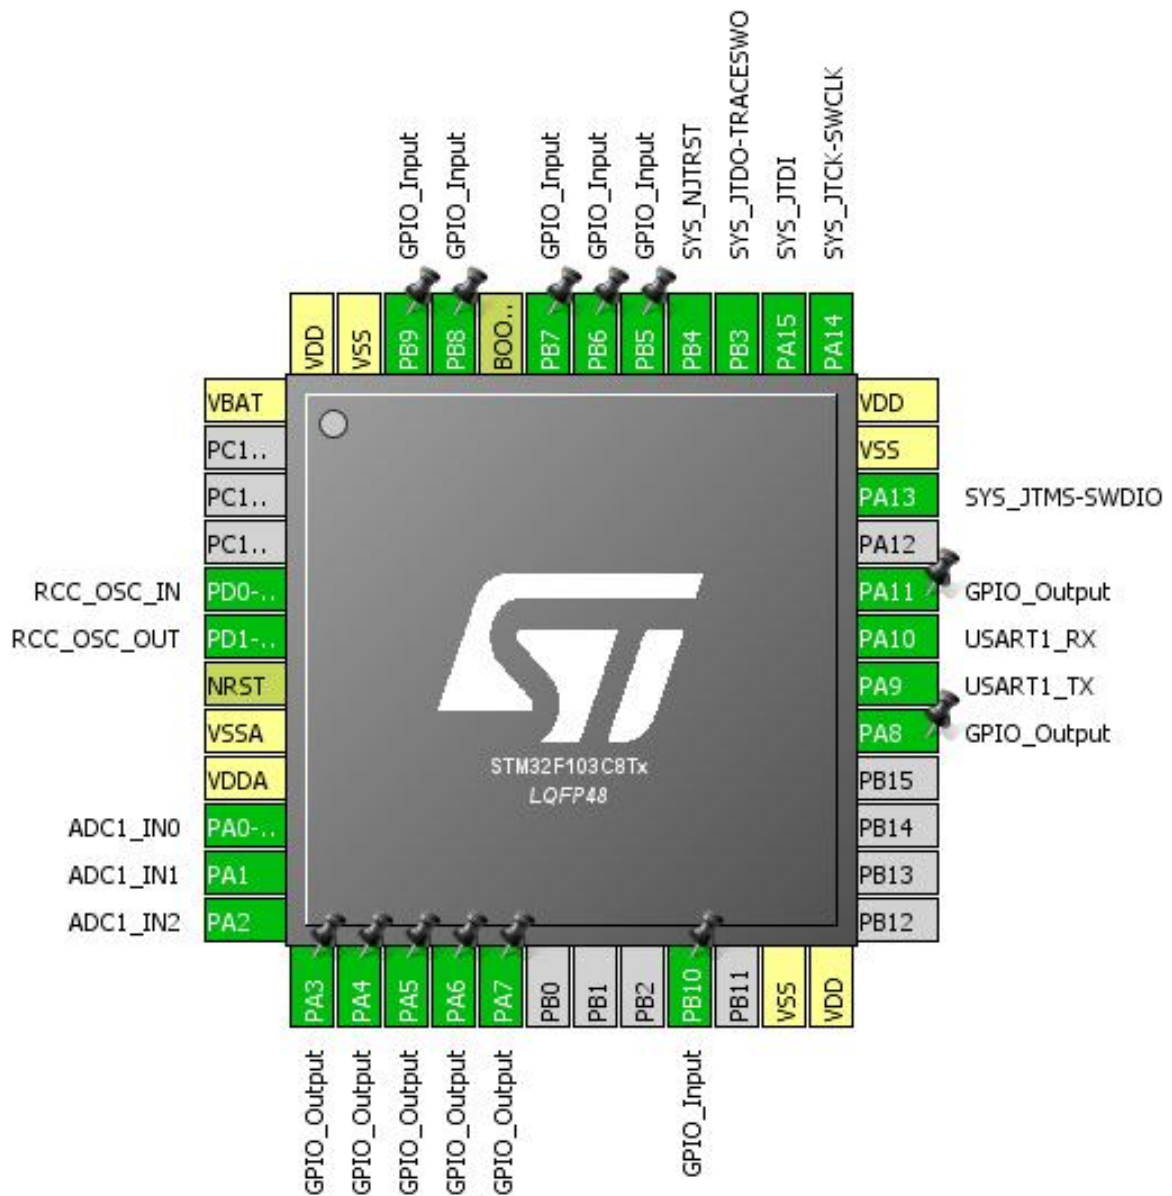 GPIO_Input
GPIO_Input
GPIO_Input
GPIO_Input
GPIO_Input
SYS_NJTRST
SYS_JTDO-TRACESWO
SYS_JTDI
SYS_JTCK-SWCLK
VDD
VSS
PB9
PB8
BOO..
PB7
PB6
PB5
PB4
PB3
PA15
PA14
VBAT
PC1..
PC1..
PC1..
RCC_OSC_IN PD0-..
RCC_OSC_OUT PD1-..
NRST
VSSA
VDDA
ADC1_IN0 PA0-..
ADC1_IN1 PA1
ADC1_IN2 PA2
ST
STM32F103C8Tx
LQFP48
VDD
VSS
PA13 SYS_JTMS-SWDIO
PA12
PA11 GPIO_Output
PA10 USART1_RX
PA9 USART1_TX
PA8 GPIO_Output
PB15
PB14
PB13
PB12
PA3
PA4
PA5
PA6
PA7
PB0
PB1
PB2
PB10
PB11
VSS
VDD
GPIO_Output
GPIO_Output
GPIO_Output
GPIO_Output
GPIO_Output
GPIO_Input